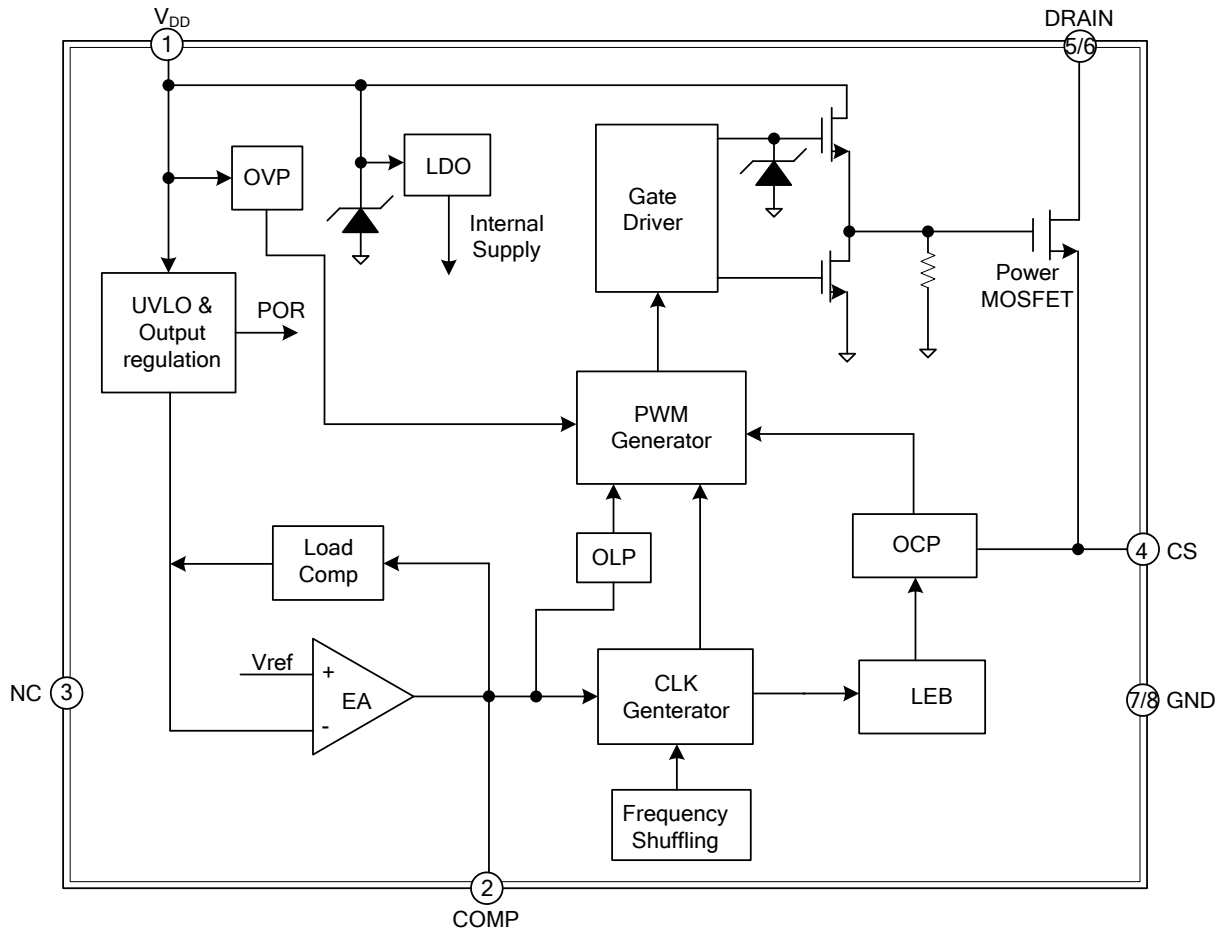 VDD
1
DRAIN
5/6
OVP
LDO
Internal
Supply
Gate
Driver
Power
MOSFET
UVLO &
Output
regulation
POR
PWM
Generator
Load
Comp
OLP
OCP
4 CS
Vref
+
-
EA
CLK
Genterator
LEB
NC 3
7/8 GND
Frequency
Shuffling
2
COMP